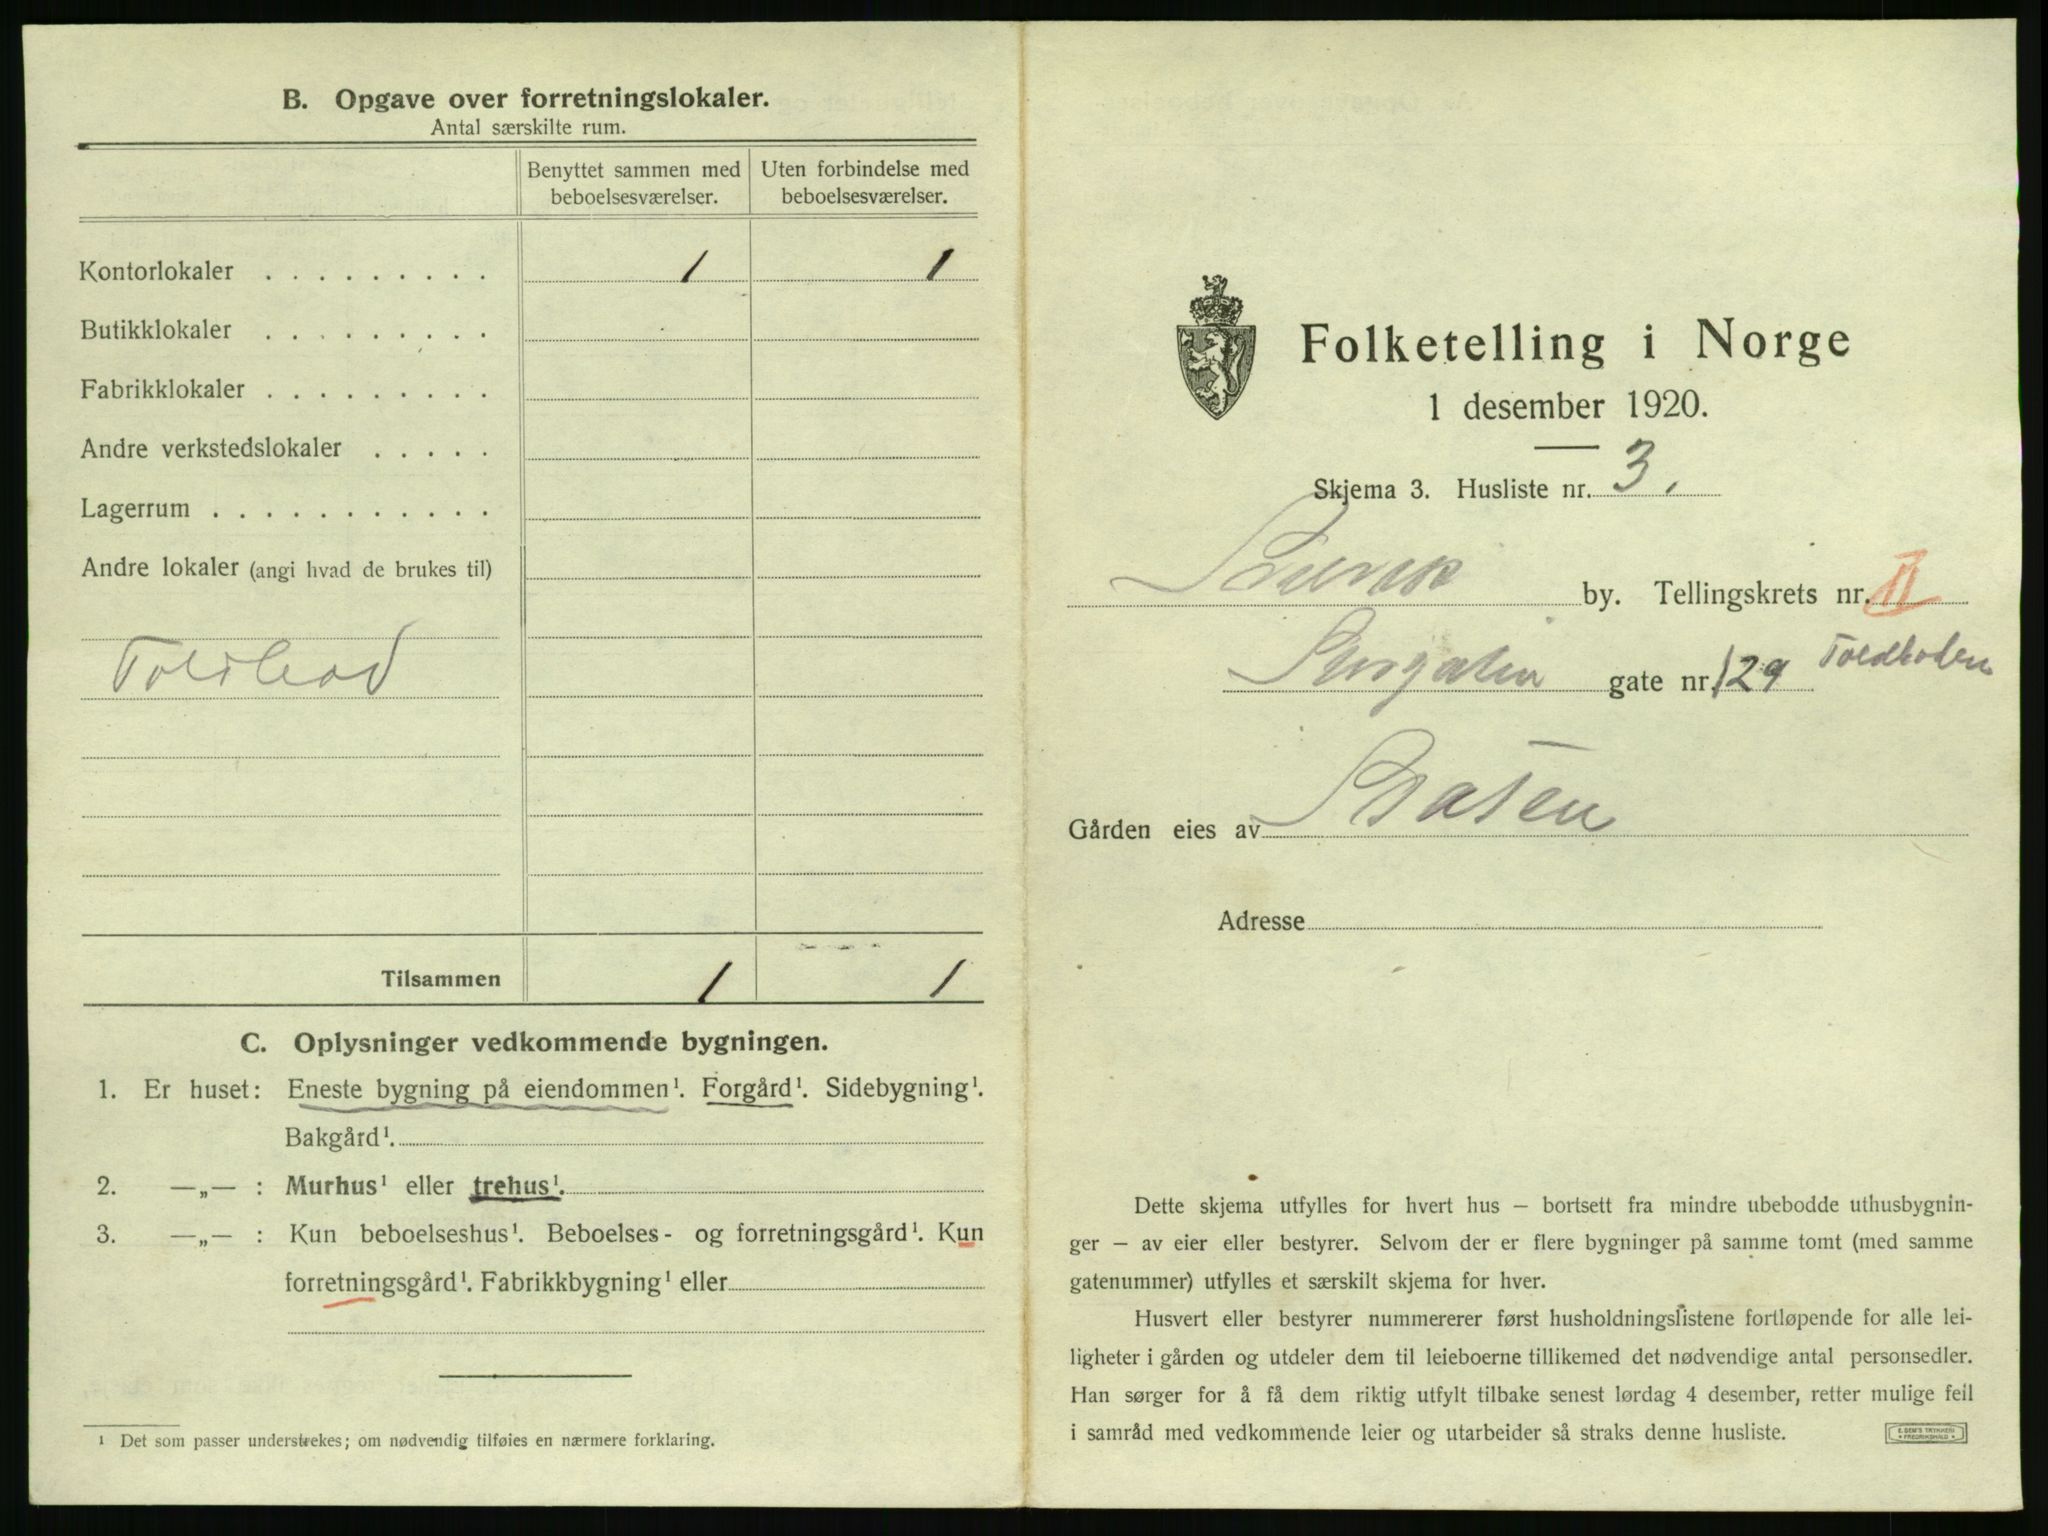 B. Opgave over forretningslokaler.
Antal særskilte rum.
Benyttet sammen med beboelsesværelser.
Uten forbindelse med beboelsesværelser.
Kontorlokaler . . . . . . . . . 1 1
Butikklokaler . . . . . . . . .
Fabrikklokaler . . . . . . . . .
Andre verkstedslokaler . . . . .
Lagerrum . . . . . . . . . . .
Andre lokaler (angi hvad de brukes til)
Toldbod
Tilsammen 1 1
C. Oplysninger vedkommende bygningen.
1. Er huset: Eneste bygning på eiendommen¹. Forgård¹. Sidebygning¹.
Bakgård¹.
2. —„— : Murhus¹ eller trehus¹.
3. —„— : Kun beboelseshus¹. Beboelses- og forretningsgård¹. Kun
forretningsgård¹. Fabrikkbygning¹ eller
¹ Det som passer understrekes; om nødvendig tilføies en nærmere forklaring.
Folketelling i Norge
1 desember 1920.
Skjema 3. Husliste nr. 3.
by. Tellingskrets nr. II
gate nr. 129 Toldboden
Gården eies av Staten
Adresse
Dette skjema utfylles for hvert hus – bortsett fra mindre ubebodde uthusbygnin-
ger – av eier eller bestyrer. Selvom der er flere bygninger på samme tomt (med samme
gatenummer) utfylles et særskilt skjema for hver.
Husvert eller bestyrer nummererer først husholdningslistene fortløpende for alle lei-
ligheter i gården og utdeler dem til leieboerne tillikemed det nødvendige antal personsedler.
Han sørger for å få dem riktig utfylt tilbake senest lørdag 4 desember, retter mulige feil
i samråd med vedkommende leier og utarbeider så straks denne husliste.
E. SEM'S TRYKKERI
FREDRIKSHALD